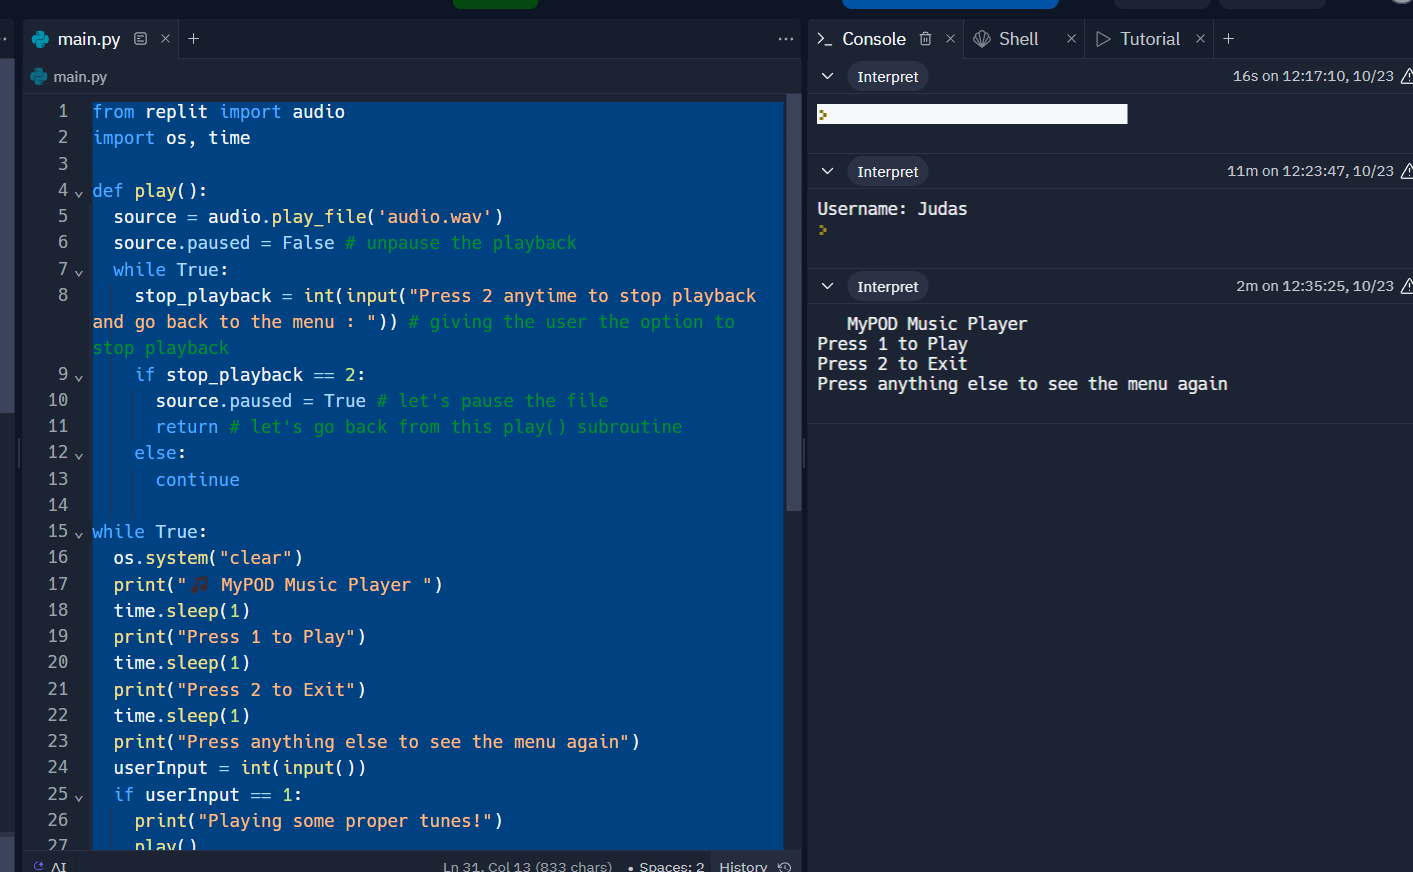 main.py
main.py
1 from replit import audio
2 import os, time
3
4 def play():
5 source = audio.play_file('audio.wav')
6 source.paused = False # unpause the playback
7 while True:
8 stop_playback = int(input("Press 2 anytime to stop playback
and go back to the menu : ")) # giving the user the option to
stop playback
9 if stop_playback == 2:
10 source.paused = True # let's pause the file
11 return # let's go back from this play() subroutine
12 else:
13 continue
14
15 while True:
16 os.system("clear")
17 print("🎵 MyPOD Music Player ")
18 time.sleep(1)
19 print("Press 1 to Play")
20 time.sleep(1)
21 print("Press 2 to Exit")
22 time.sleep(1)
23 print("Press anything else to see the menu again")
24 userInput = int(input())
25 if userInput == 1:
26 print("Playing some proper tunes!")
27 play()
AI Ln 31, Col 13 (833 chars) • Spaces: 2 History
Console Shell Tutorial
Interpret 16s on 12:17:10, 10/23
>
Interpret 11m on 12:23:47, 10/23
Username: Judas
>
Interpret 2m on 12:35:25, 10/23
MyPOD Music Player
Press 1 to Play
Press 2 to Exit
Press anything else to see the menu again